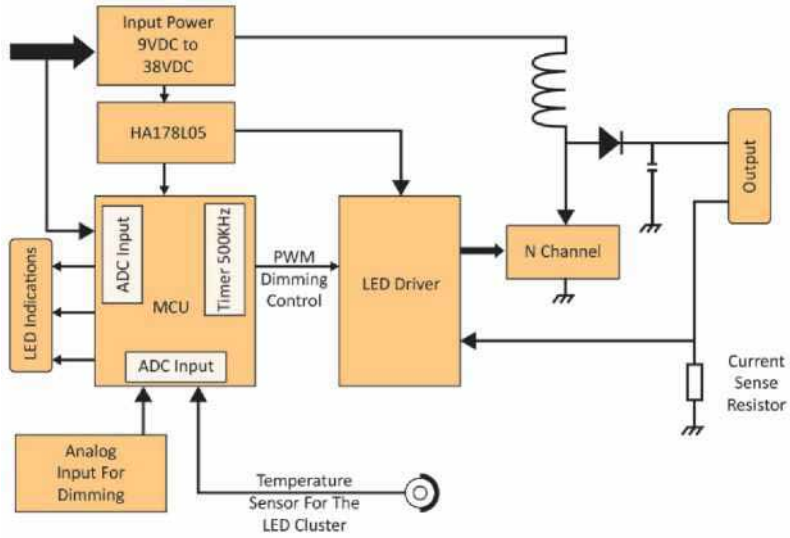 Input Power
9VDC to
38VDC
HA178L05
ADC Input
Timer 500KHz
MCU
ADC Input
LED Indications
PWM
Dimming
Control
LED Driver
N Channel
Output
Current
Sense
Resistor
Analog
Input For
Dimming
Temperature
Sensor For The
LED Cluster